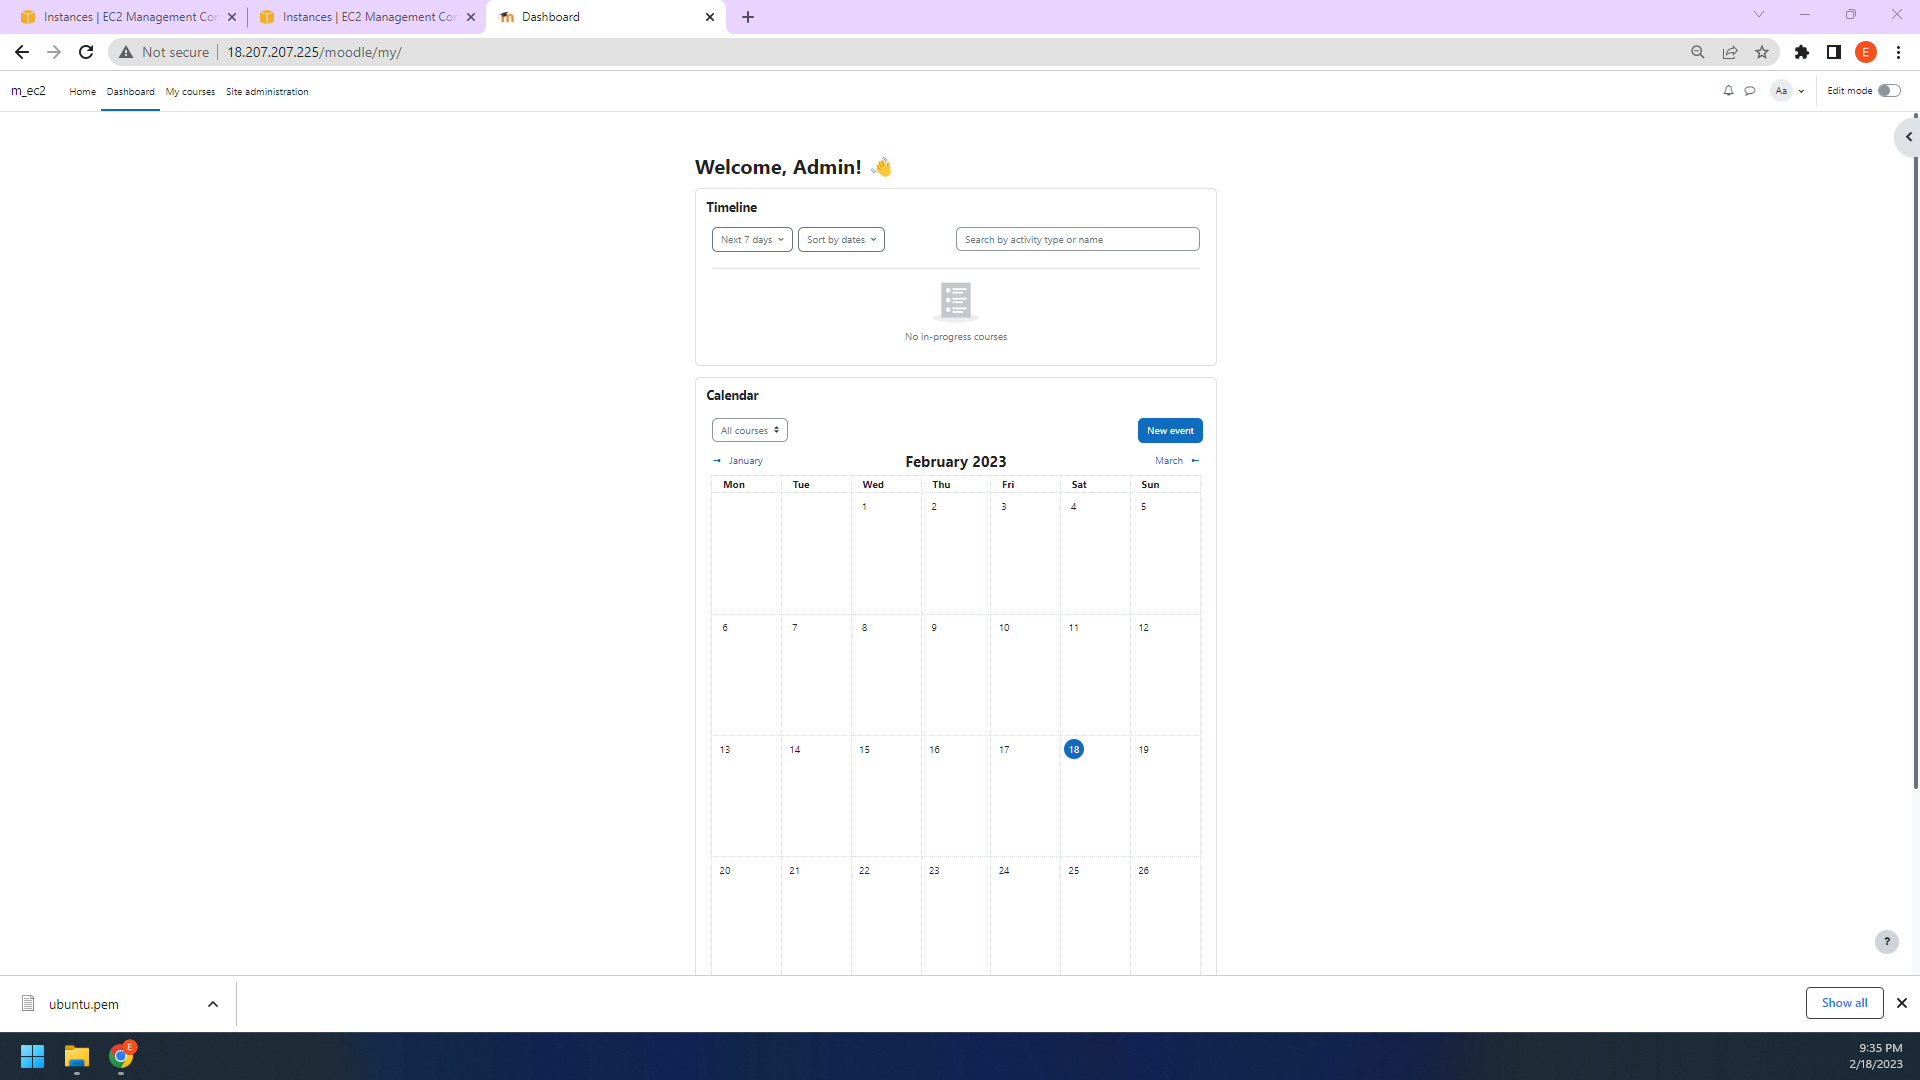 Instances | EC2 Management Con
Instances | EC2 Management Con
Dashboard
Not secure
18.207.207.225/moodle/my/
E
m_ec2
Home
Dashboard
My courses
Site administration
Aa
Edit mode
Welcome, Admin! 👋
Timeline
Next 7 days
Sort by dates
Search by activity type or name
No in-progress courses
Calendar
All courses
New event
January
February 2023
March
Mon Tue Wed Thu Fri Sat Sun
1 2 3 4 5
6 7 8 9 10 11 12
13 14 15 16 17 18 19
20 21 22 23 24 25 26
?
ubuntu.pem
Show all
E
9:35 PM
2/18/2023